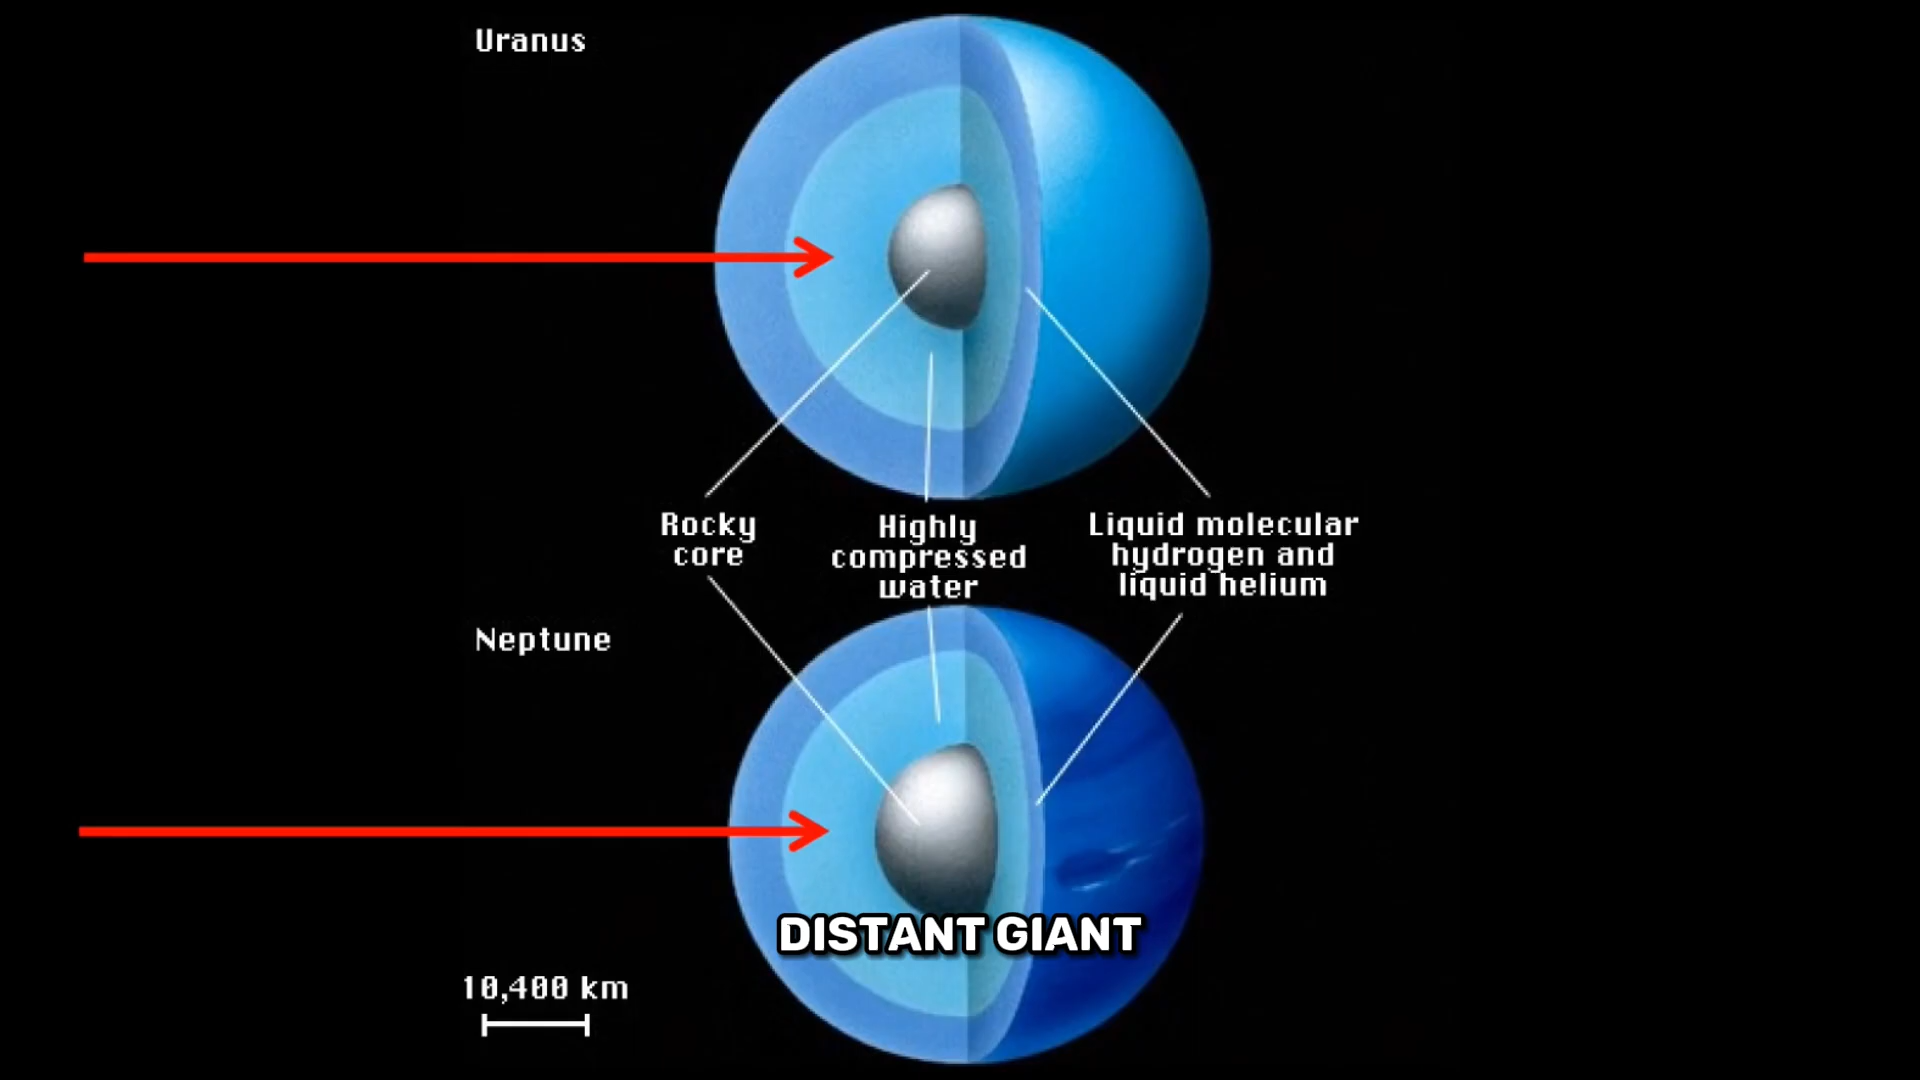 Uranus
Rocky
core
Highly
compressed
water
Liquid molecular
hydrogen and
liquid helium
Neptune
DISTANT GIANT
10,400 km